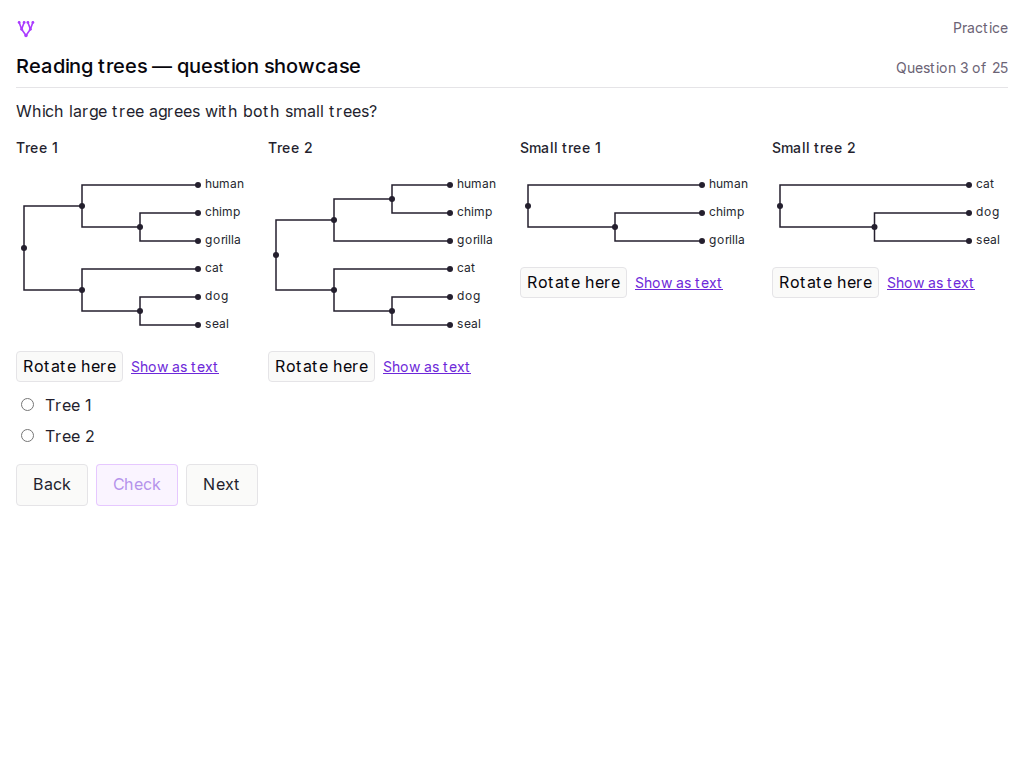 Practice
Reading trees — question showcase
Question 3 of 25
Which large tree agrees with both small trees?
Tree 1
human
chimp
gorilla
cat
dog
seal
Rotate here Show as text
Tree 2
human
chimp
gorilla
cat
dog
seal
Rotate here Show as text
Small tree 1
human
chimp
gorilla
Rotate here Show as text
Small tree 2
cat
dog
seal
Rotate here Show as text
Tree 1
Tree 2
Back Check Next